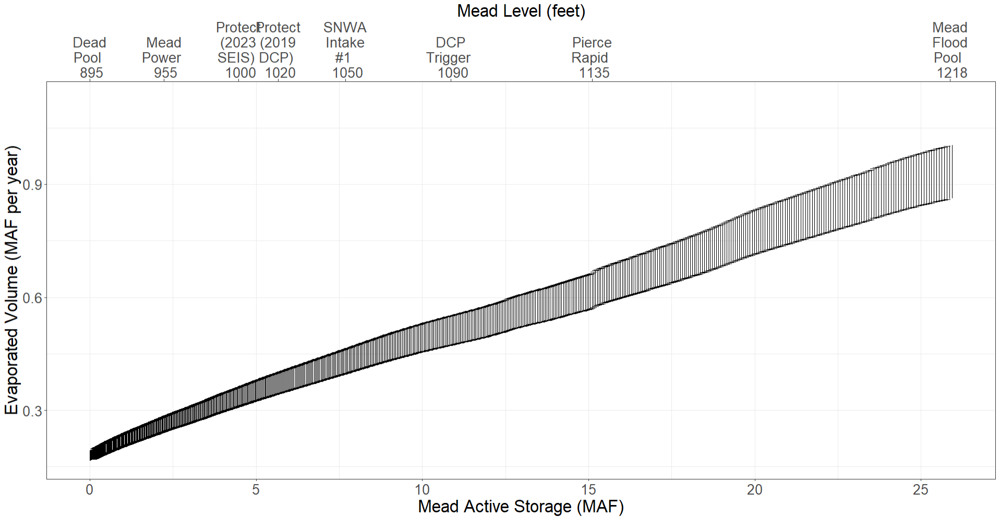 Mead Level (feet)
Dead
Pool
895
Mead
Power
955
Protect
(2023
SEIS)
1000
Protect
(2019
DCP)
1020
SNWA
Intake
#1
1050
DCP
Trigger
1090
Pierce
Rapid
1135
Mead
Flood
Pool
1218
Evaporated Volume (MAF per year)
0.9
0.6
0.3
0
5
10
15
20
25
Mead Active Storage (MAF)